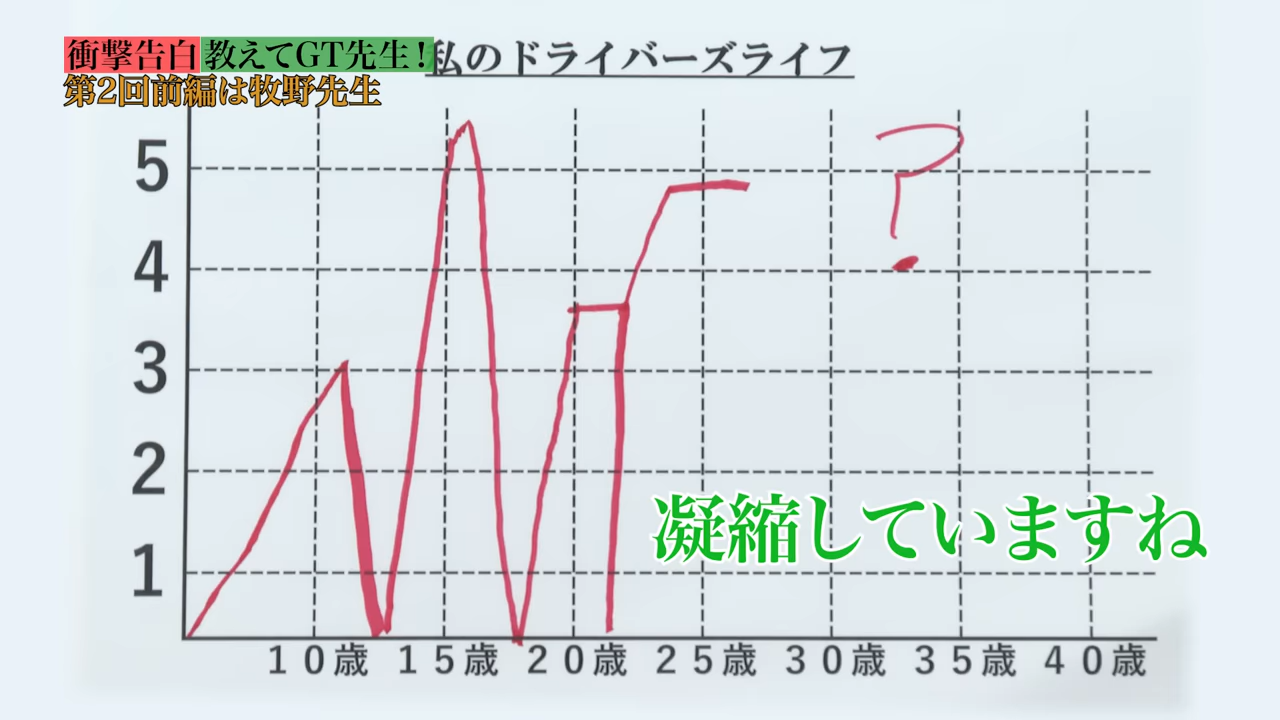 衝撃告白 教えてGT先生！
第2回前編は牧野先生
私のドライバーズライフ
5
4
3
2
1
?
凝縮していますね
10歳 15歳 20歳 25歳 30歳 35歳 40歳